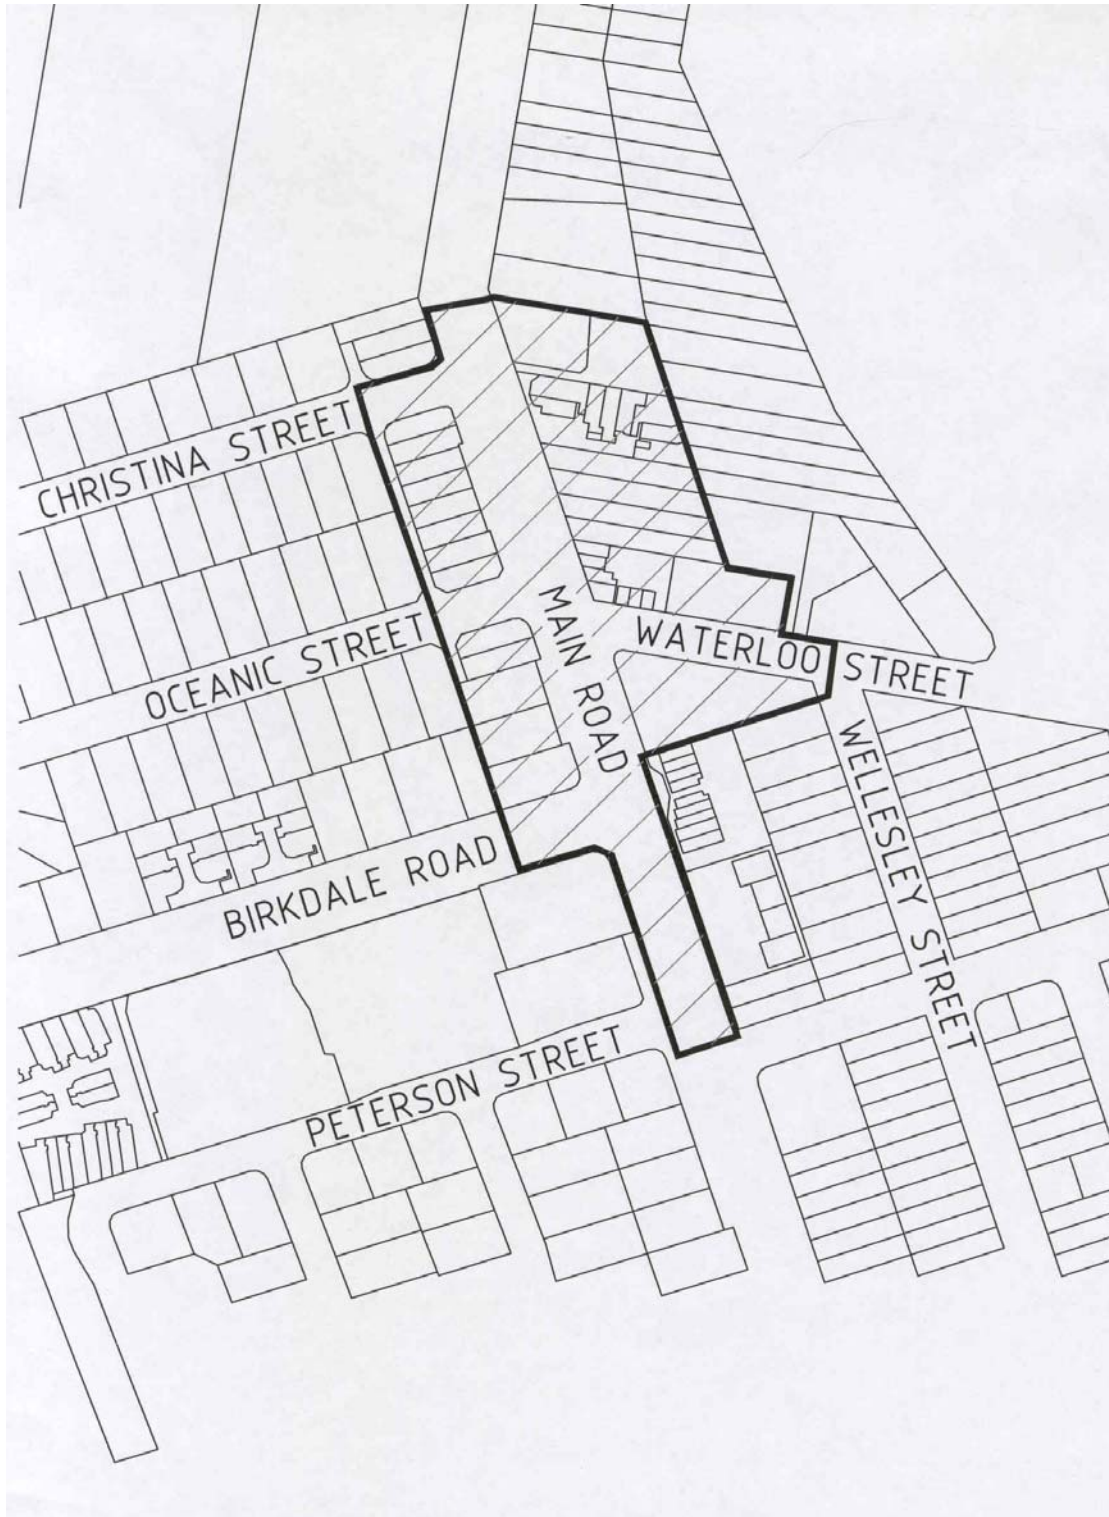 CHRISTINA STREET
OCEANIC STREET
MAIN ROAD
WATERLOO STREET
WELLESLEY STREET
BIRKDALE ROAD
PETERSON STREET